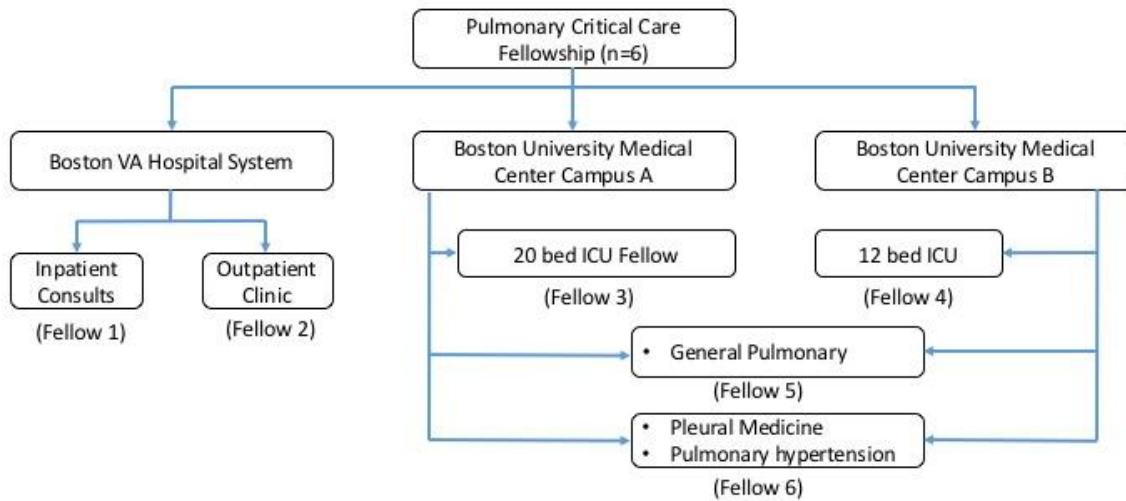 Pulmonary Critical Care
Fellowship (n=6)
Boston VA Hospital System
Boston University Medical
Center Campus A
Boston University Medical
Center Campus B
Inpatient
Consults
(Fellow 1)
Outpatient
Clinic
(Fellow 2)
20 bed ICU Fellow
(Fellow 3)
12 bed ICU
(Fellow 4)
• General Pulmonary
(Fellow 5)
• Pleural Medicine
• Pulmonary hypertension
(Fellow 6)